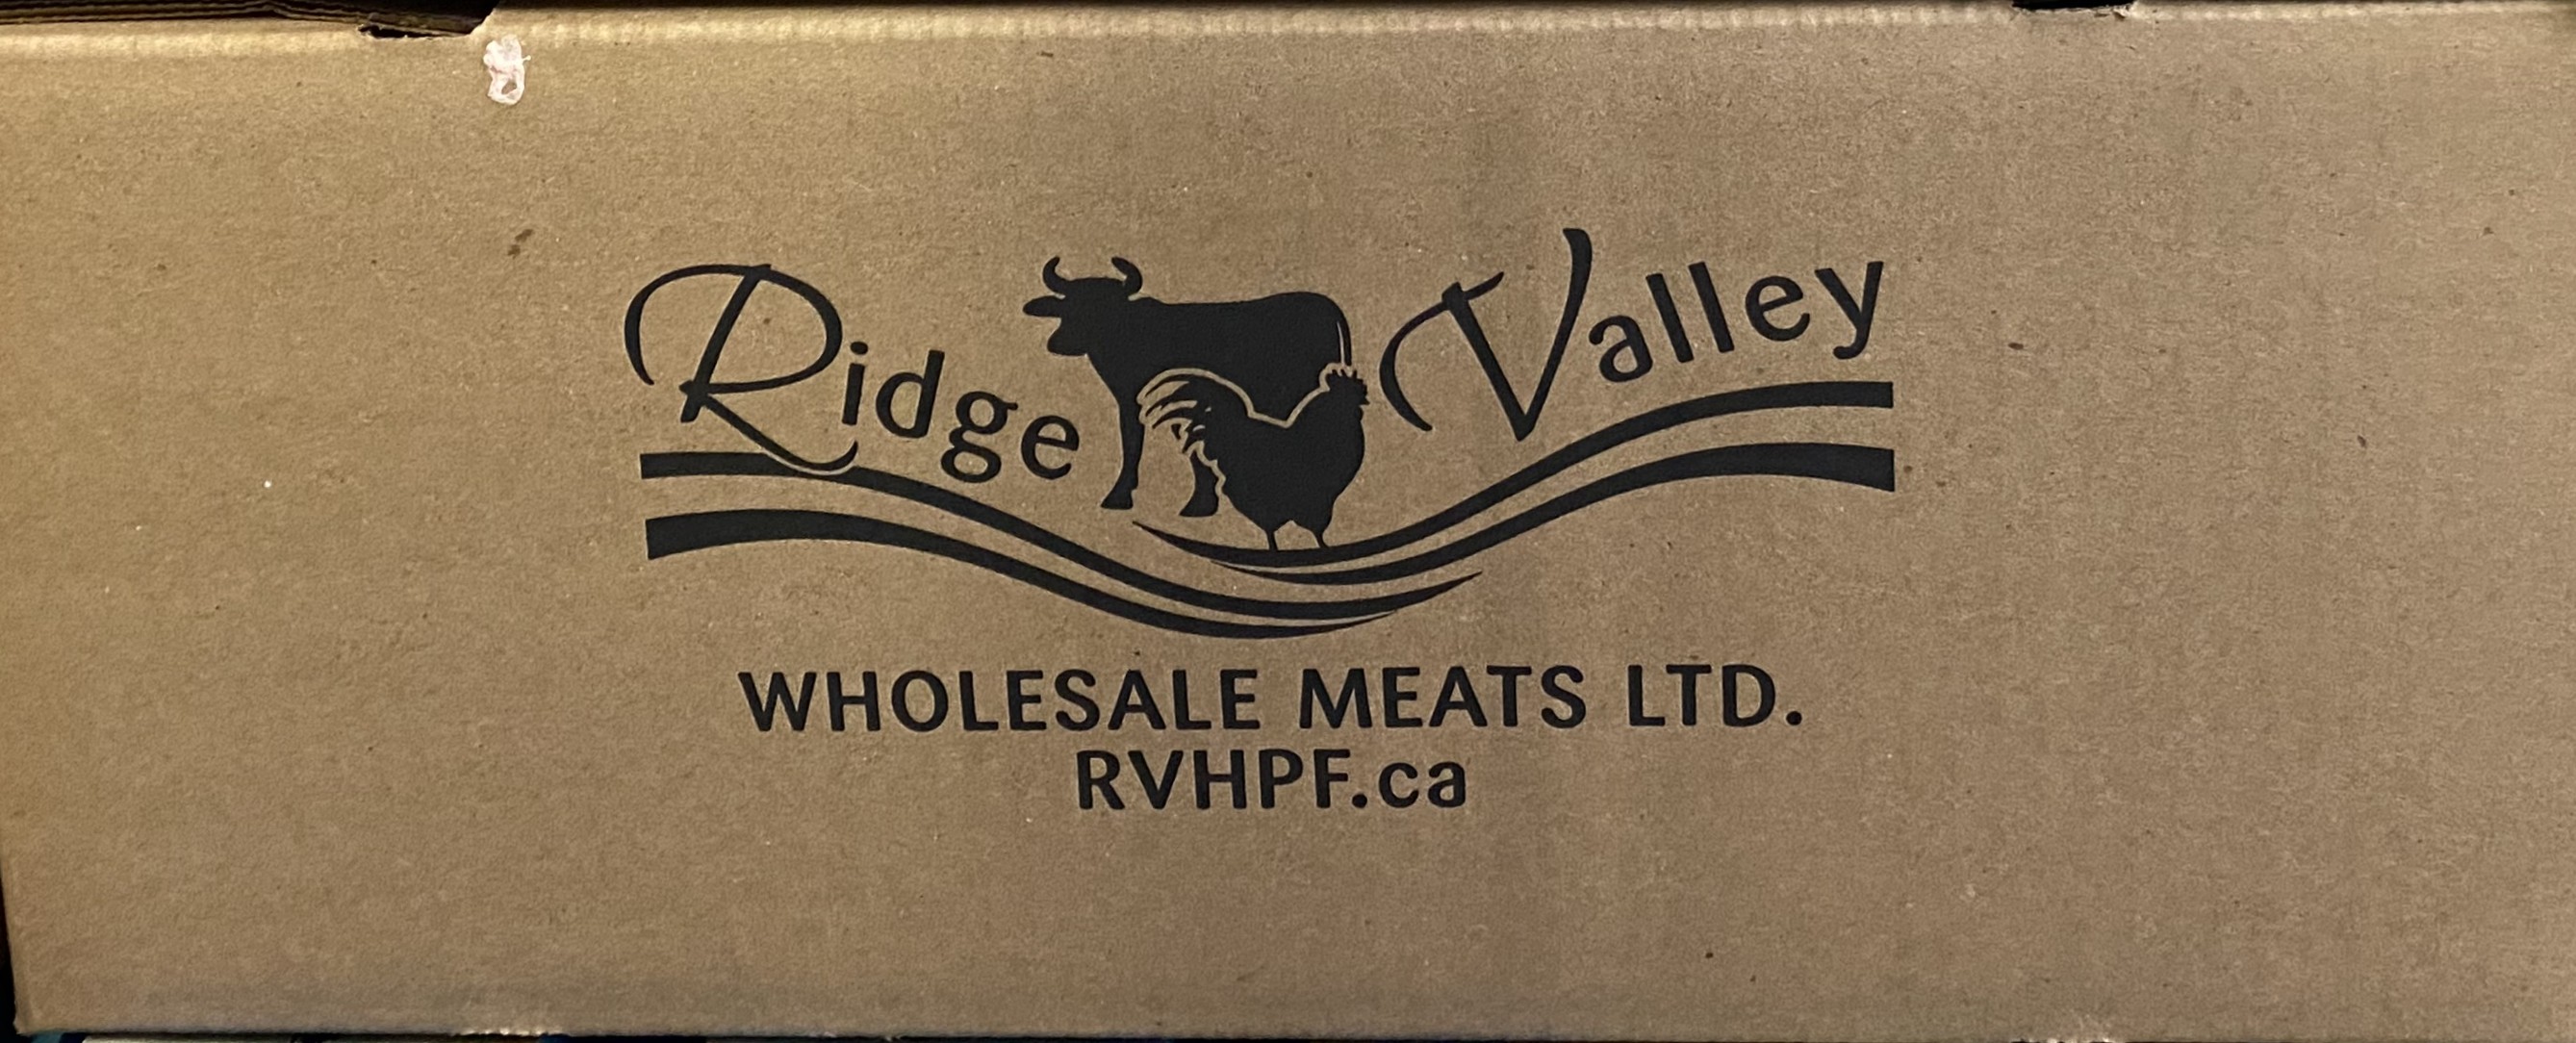 Ridge Valley
WHOLESALE MEATS LTD.
RVHPF.ca